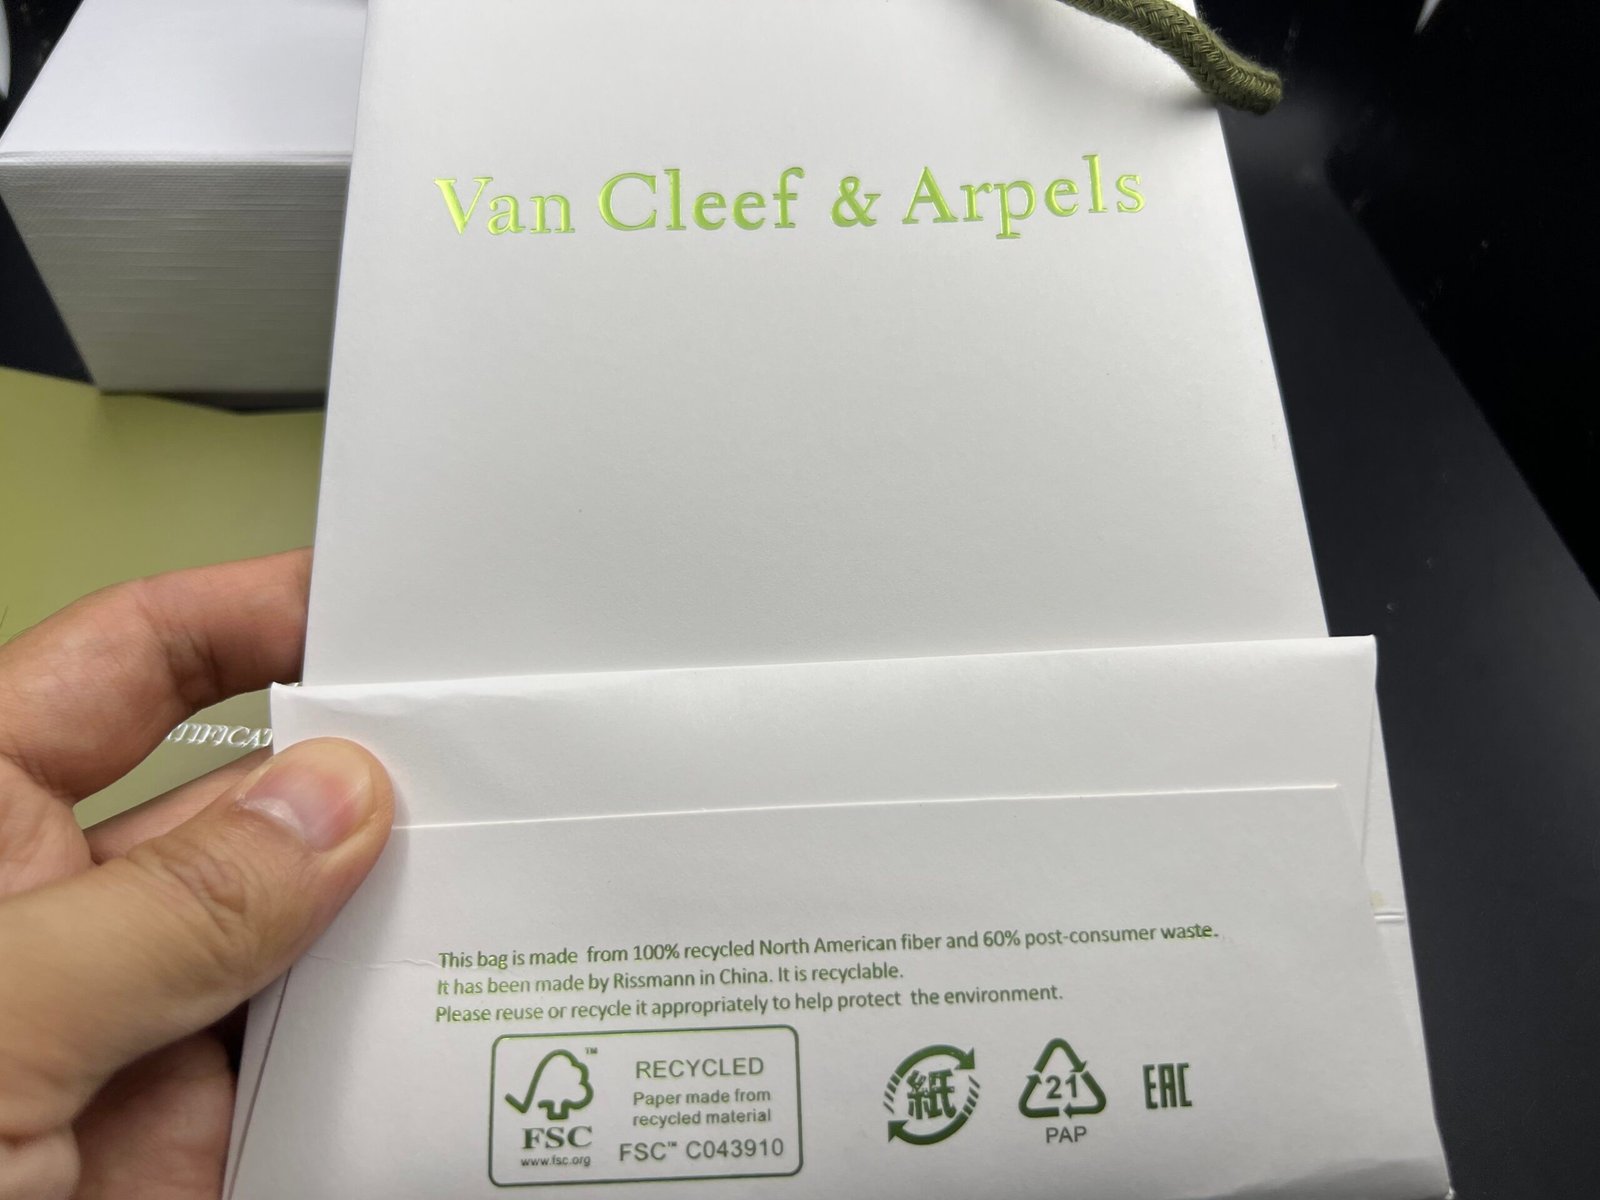 Van Cleef & Arpels
TIFICAT
This bag is made from 100% recycled North American fiber and 60% post-consumer waste.
It has been made by Rissmann in China. It is recyclable.
Please reuse or recycle it appropriately to help protect the environment.
FSC
www.fsc.org
RECYCLED
Paper made from
recycled material
FSC™ C043910
紙
21
PAP
EAC